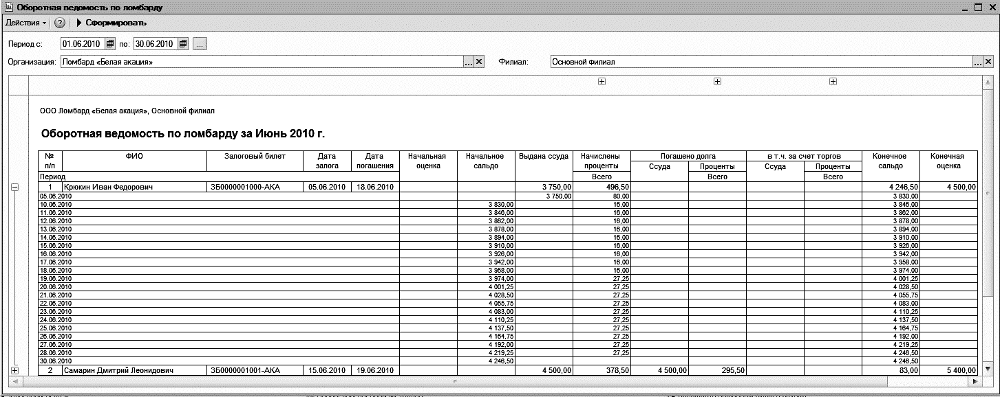 Оборотная ведомость по ломбарду
Действия Сформировать
Период с: 01.06.2010 по: 30.06.2010 ...
Организация: Ломбард «Белая акация» ... Филиал: Основной филиал ...
ООО Ломбард «Белая акация», Основной филиал
Оборотная ведомость по ломбарду за Июнь 2010 г.
№ п/п ФИО Залоговый билет Дата залога Дата погашения Начальная оценка Начальное сальдо Выдана ссуда Начислены проценты Погашено долга в т.ч. за счет торгов Конечное сальдо Конечная оценка
Ссуда Проценты Ссуда Проценты
Период Всего Всего Всего
1 Крюкин Иван Федорович ЗБ0000001000-АКА 05.06.2010 18.06.2010 3 750,00 496,50 4 246,50 4 500,00
05.06.2010 3 750,00 80,00 3 830,00
10.06.2010 3 830,00 16,00 3 846,00
11.06.2010 3 846,00 16,00 3 862,00
12.06.2010 3 862,00 16,00 3 878,00
13.06.2010 3 878,00 16,00 3 894,00
14.06.2010 3 894,00 16,00 3 910,00
15.06.2010 3 910,00 16,00 3 926,00
16.06.2010 3 926,00 16,00 3 942,00
17.06.2010 3 942,00 16,00 3 958,00
18.06.2010 3 958,00 16,00 3 974,00
19.06.2010 3 974,00 27,25 4 001,25
20.06.2010 4 001,25 27,25 4 028,50
21.06.2010 4 028,50 27,25 4 055,75
22.06.2010 4 055,75 27,25 4 083,00
23.06.2010 4 083,00 27,25 4 110,25
24.06.2010 4 110,25 27,25 4 137,50
25.06.2010 4 137,50 27,25 4 164,75
26.06.2010 4 164,75 27,25 4 192,00
27.06.2010 4 192,00 27,25 4 219,25
28.06.2010 4 219,25 27,25 4 246,50
30.06.2010 4 246,50 4 246,50
2 Самарин Дмитрий Леонидович ЗБ0000001001-АКА 15.06.2010 19.06.2010 4 500,00 378,50 4 500,00 295,50 83,00 5 400,00